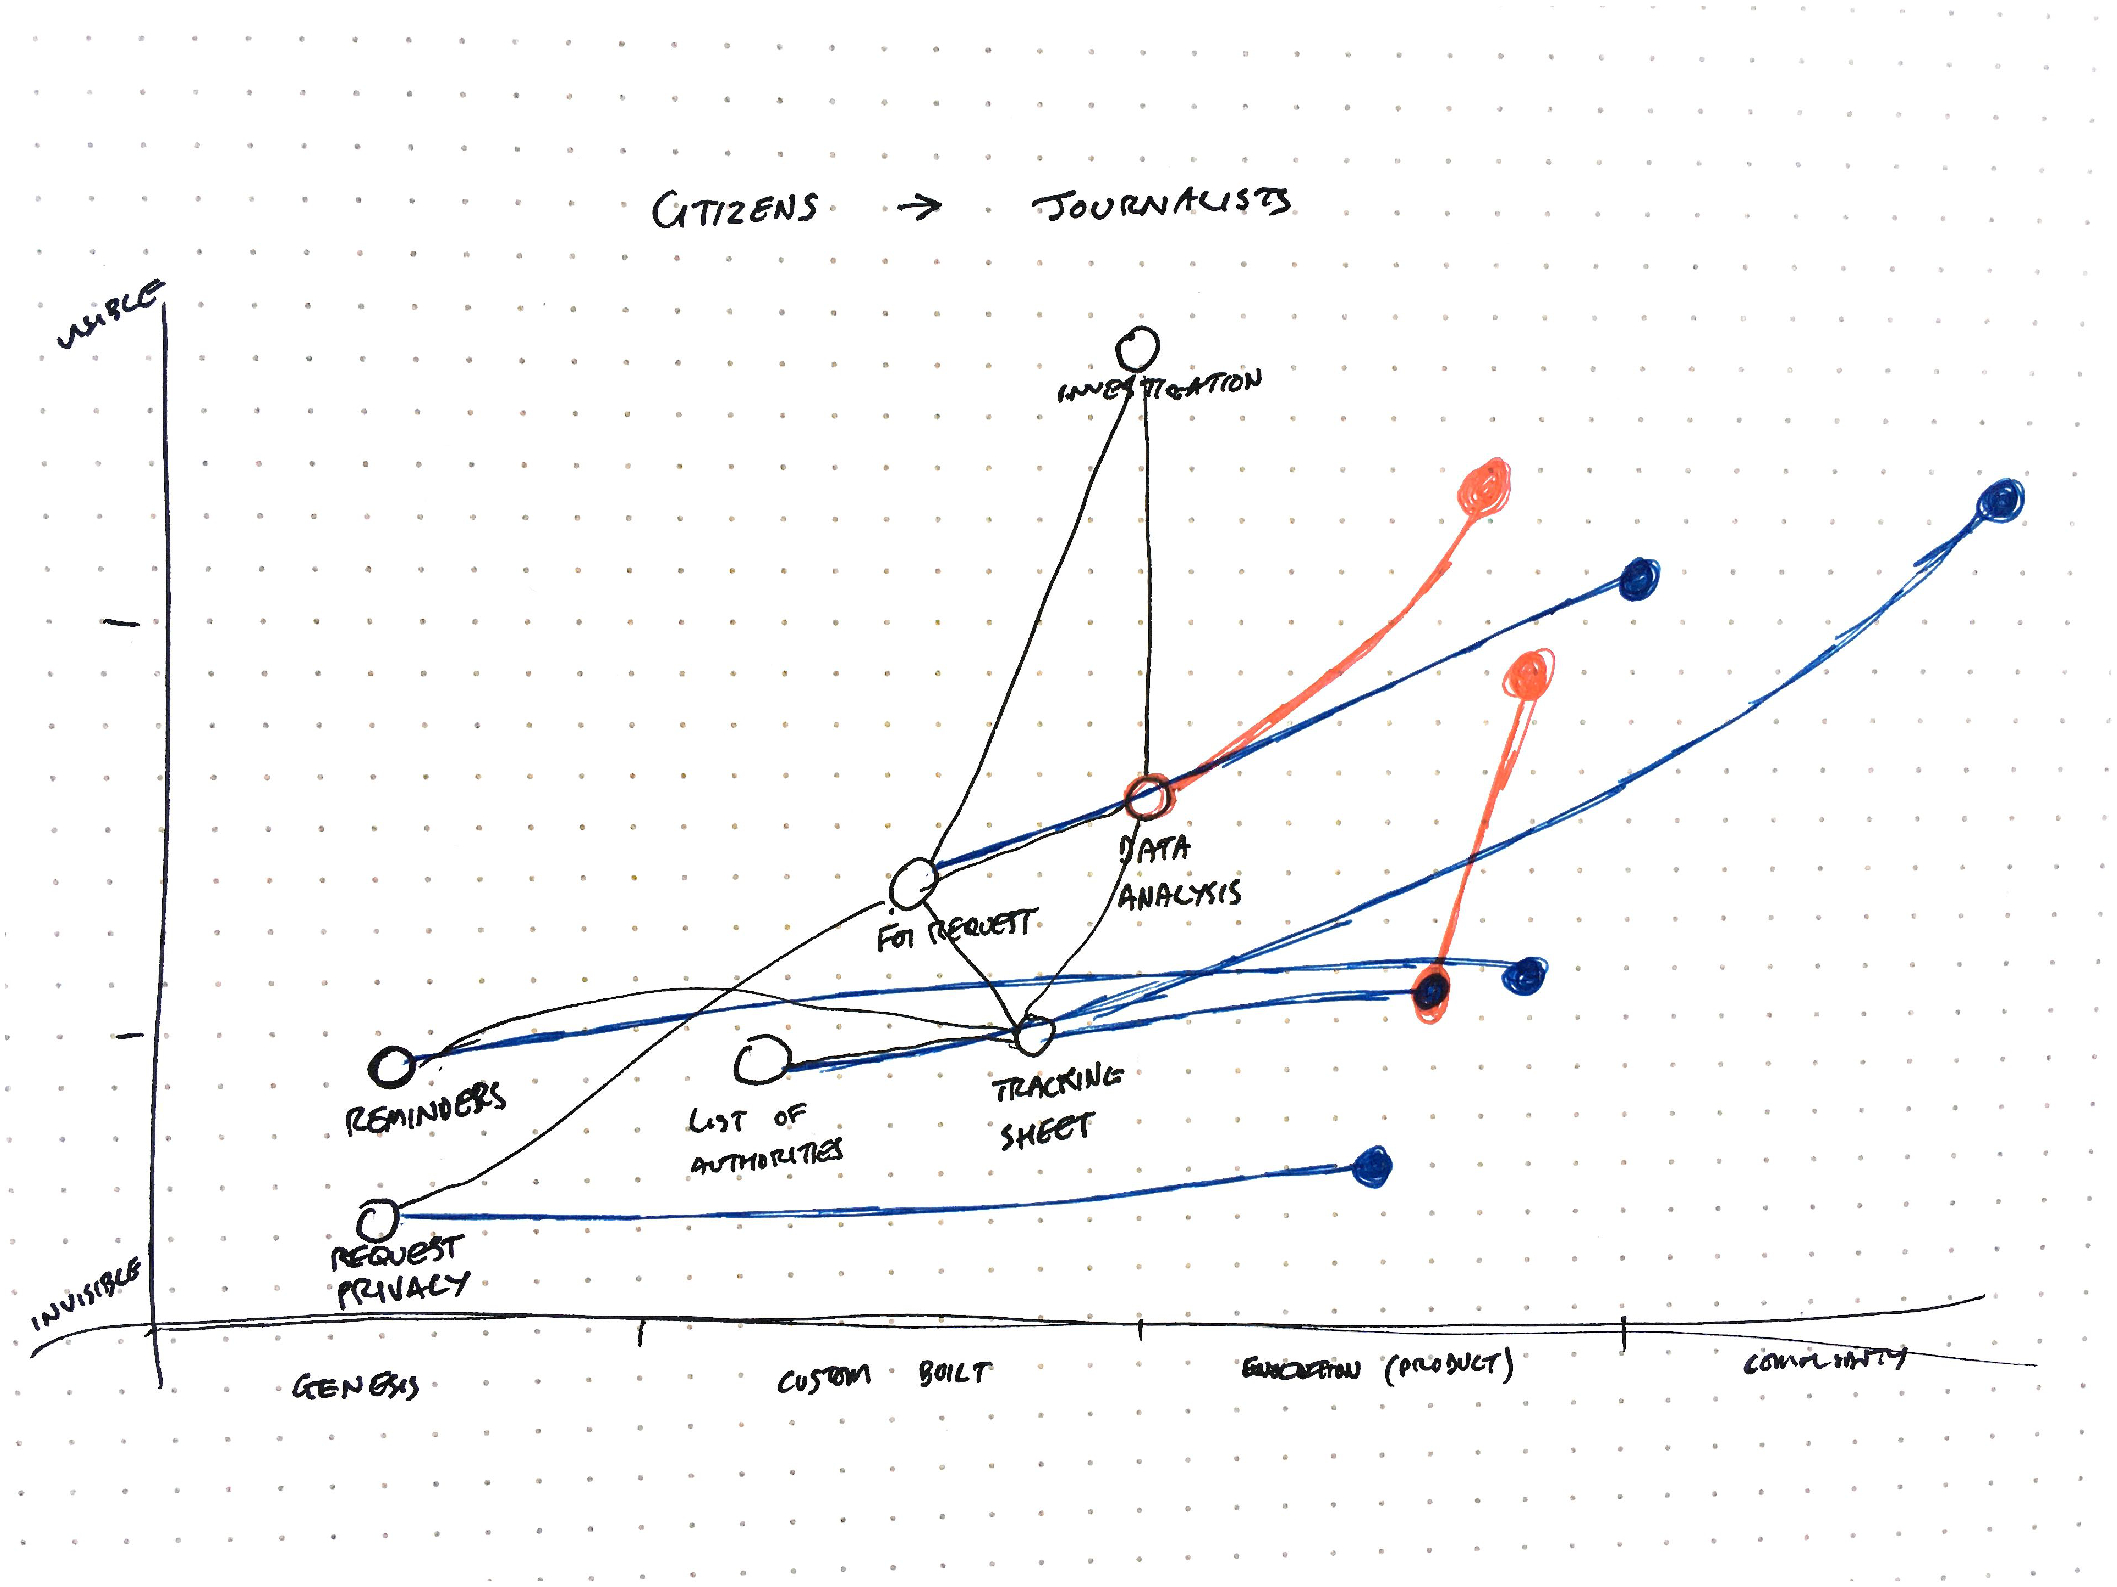 CITIZENS → JOURNALISTS
VISIBLE
INVESTIGATION
DATA
ANALYSIS
FOI REQUEST
REMINDERS
LIST OF
AUTHORITIES
TRACKING
SHEET
REQUEST
PRIVACY
INVISIBLE
GENESIS
CUSTOM BUILT
(PRODUCT)